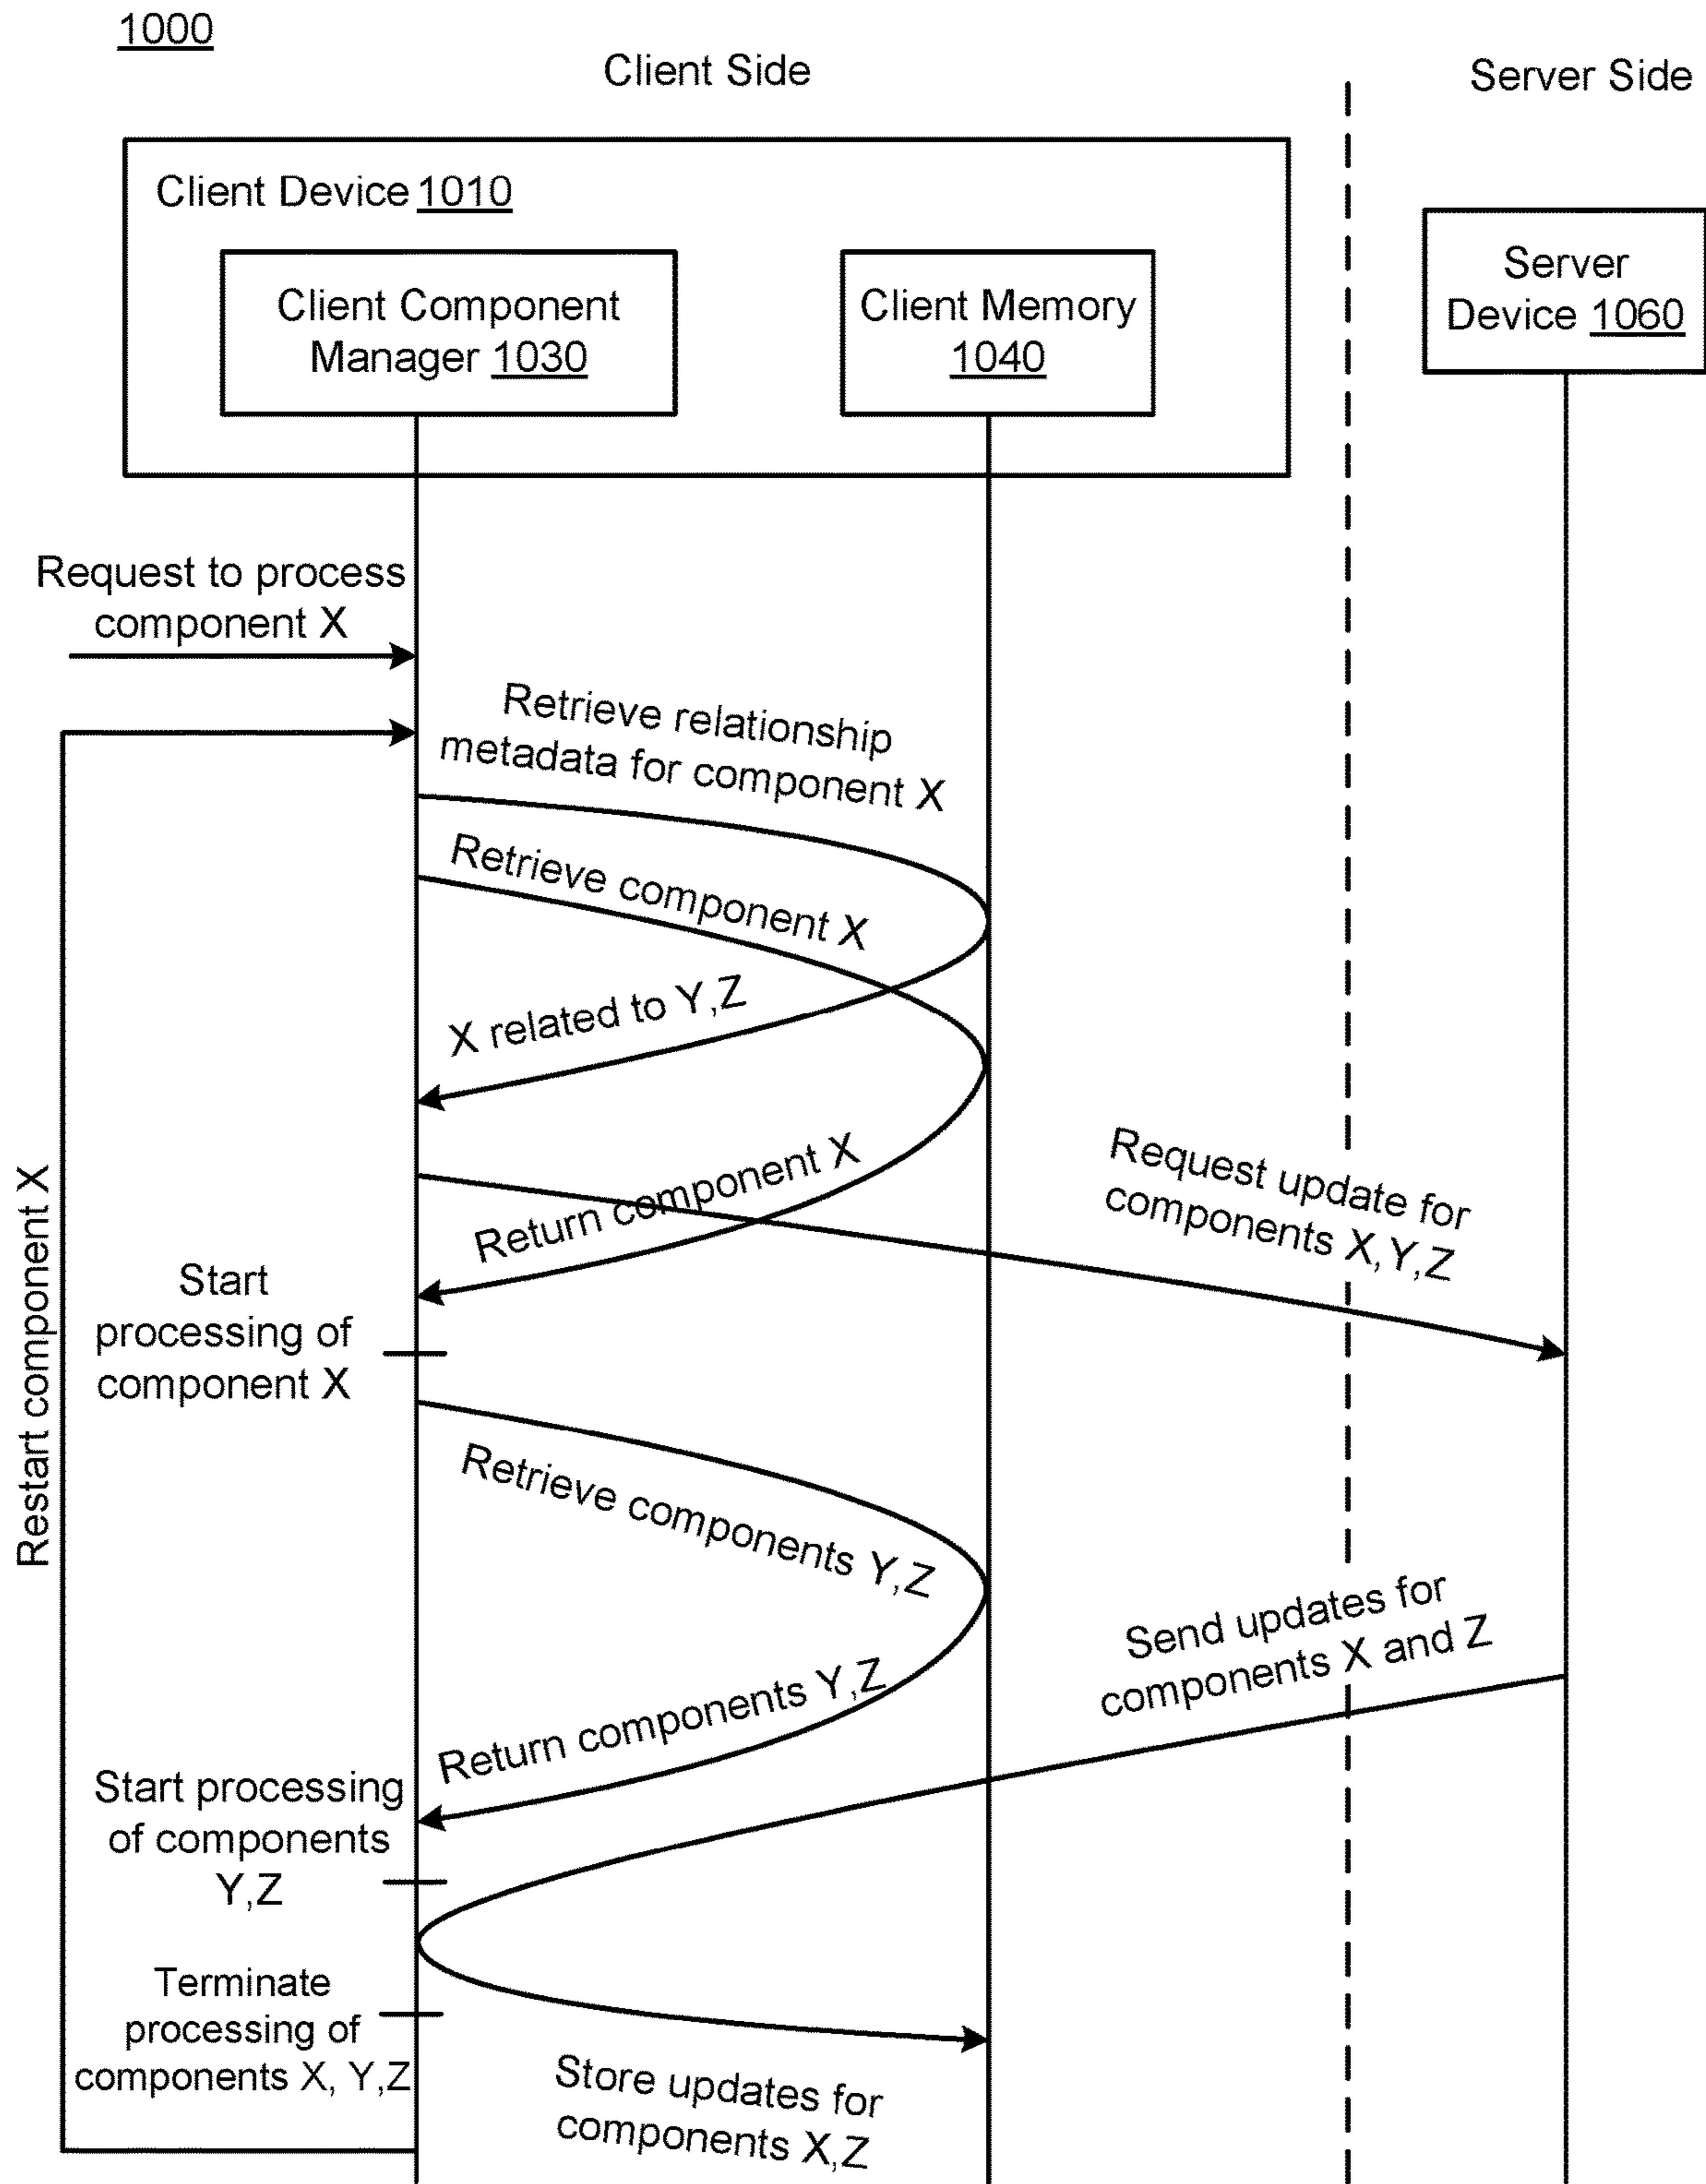 1000
Client Side
Server Side
Client Device 1010
Client Component
Manager 1030
Client Memory
1040
Server
Device 1060
Request to process
component X
Retrieve relationship
metadata for component X
Retrieve component X
X related to Y,Z
Request update for
components X,Y,Z
Return component X
Restart component X
Start
processing of
component X
Retrieve components Y,Z
Send updates for
components X and Z
Return components Y,Z
Start processing
of components
Y,Z
Terminate
processing of
components X, Y,Z
Store updates for
components X,Z